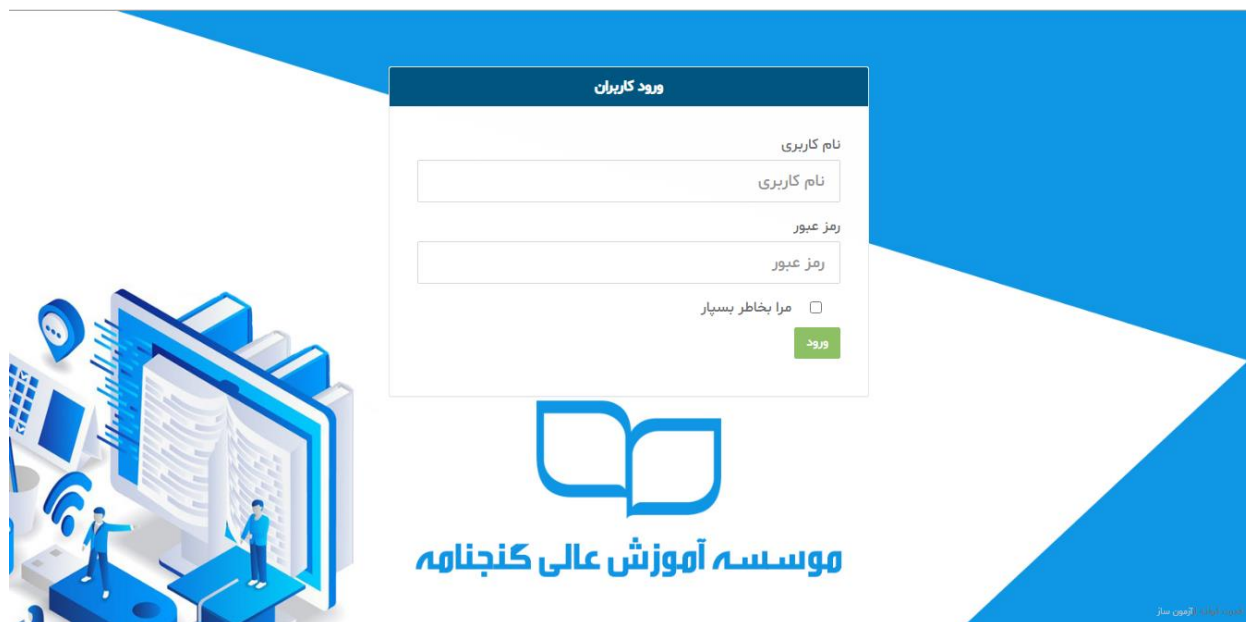 ورود کاربران
نام کاربری
نام کاربری
رمز عبور
رمز عبور
مرا بخاطر بسپار
ورود
موسسه آموزش عالی گنجنامه
آزمون ساز